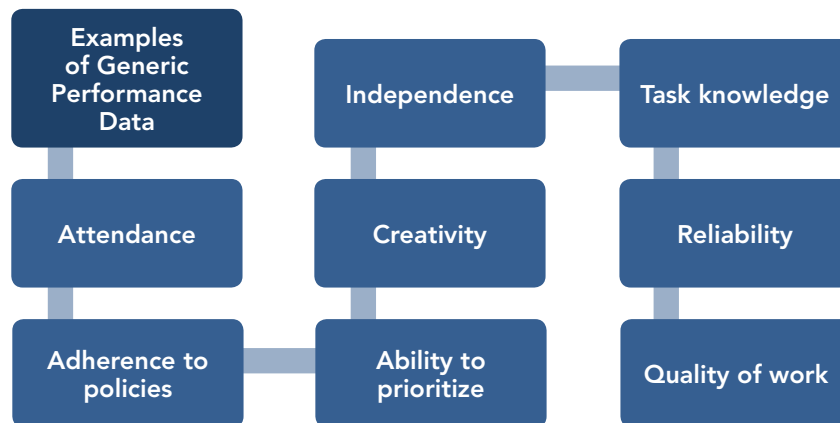 Examples
of Generic
Performance
Data
Attendance
Adherence to
policies
Ability to
prioritize
Creativity
Independence
Task knowledge
Reliability
Quality of work